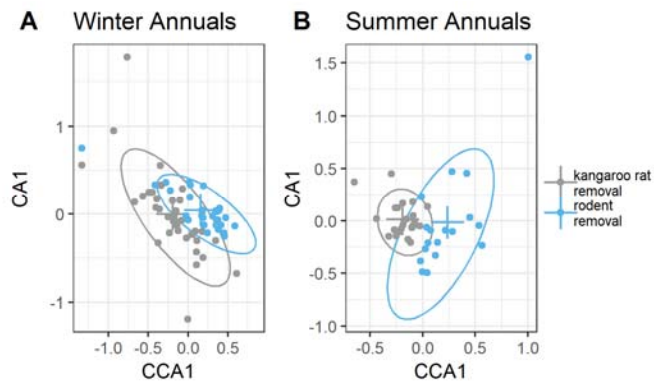 A Winter Annuals
B Summer Annuals
CA1
1
0
-1
-1.0 -0.5 0.0 0.5
CCA1
1.5
1.0
0.5
0.0
-0.5
-1.0
-0.5 0.0 0.5 1.0
CCA1
kangaroo rat
removal
rodent
removal